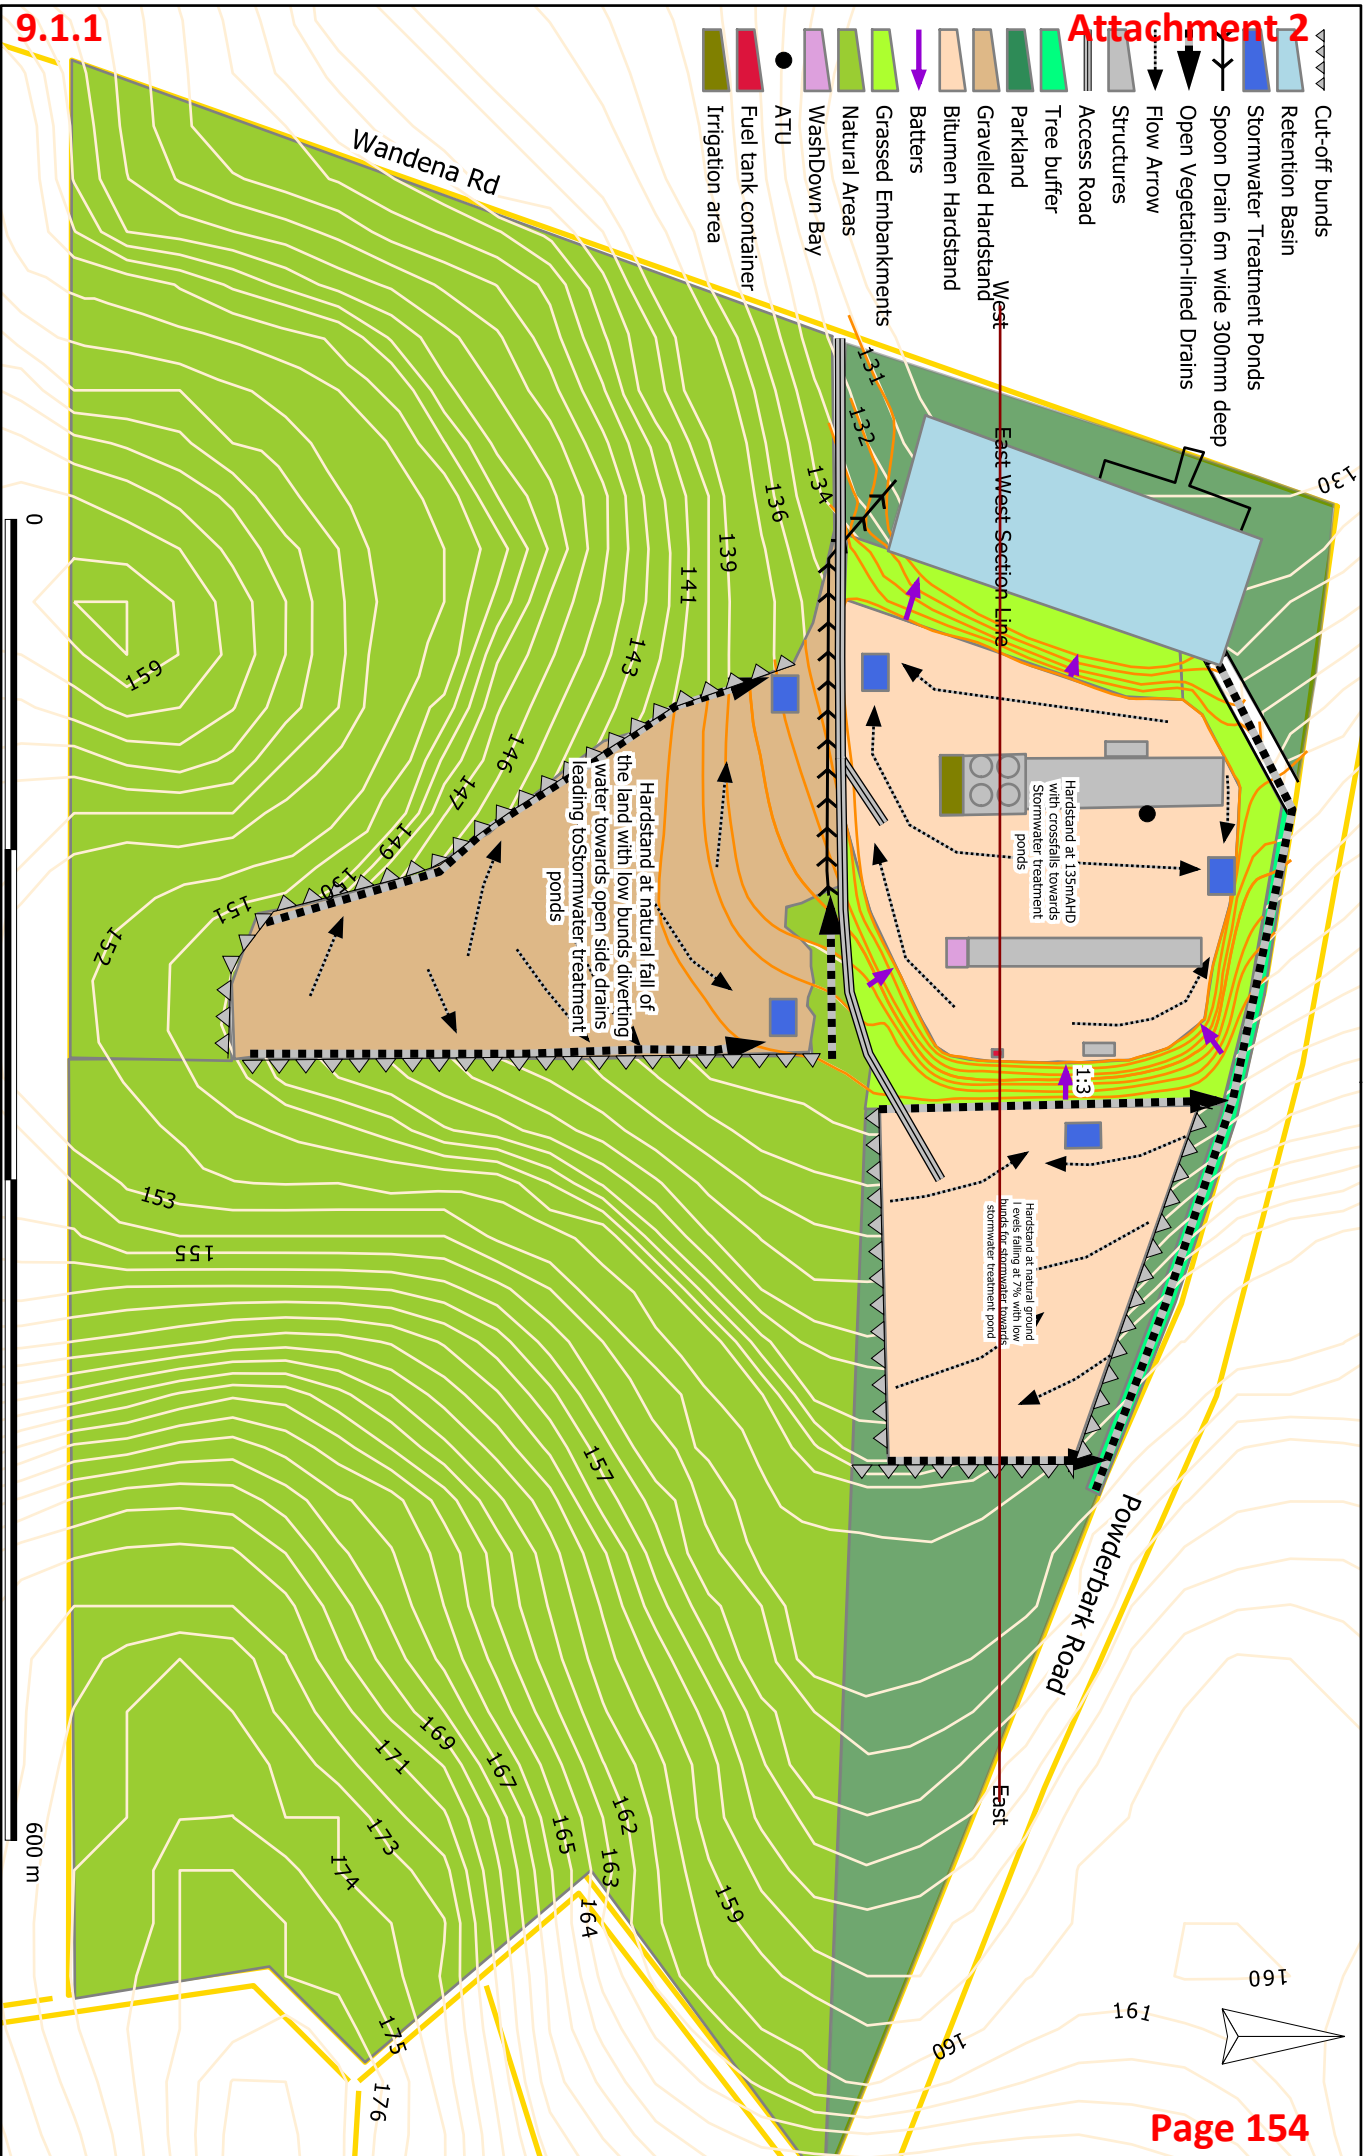 9.1.1
Attachment 2
Cut-off bunds
Retention Basin
Stormwater Treatment Ponds
Spoon Drain 6m wide 300mm deep
Open Vegetation-lined Drains
Flow Arrow
Structures
Access Road
Tree buffer
Parkland
Gravelled Hardstand
Bitumen Hardstand
Batters
Grassed Embankments
Natural Areas
WashDown Bay
ATU
Fuel tank container
Irrigation area
Wandena Rd
West
East West Section Line
East
130
131
132
134
136
139
141
143
146
147
149
150
151
152
159
153
155
157
Hardstand at 135mAHD
with crossfalls towards
Stormwater treatment
ponds
Hardstand at natural fall of
the land with low bunds diverting
water towards open side drains
leading toStormwater treatment
ponds
1:3
Hardstand at natural ground
l evels falling at 7% with low
bunds for stormwater towards
stormwater treatment pond
Powderbark Road
169
171
167
173
174
165
162
163
164
159
175
176
160
161
160
0
600 m
Page 154